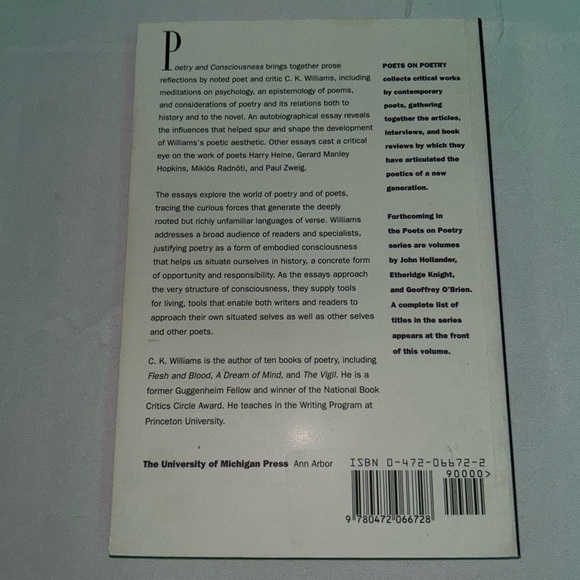 Poetry and Consciousness brings together prose
reflections by noted poet and critic C. K. Williams, including
meditations on psychology, an epistemology of poems,
and considerations of poetry and its relations both to
history and to the novel. An autobiographical essay reveals
the influences that helped spur and shape the development
of Williams's poetic aesthetic. Other essays cast a critical
eye on the work of poets Harry Heine, Gerard Manley
Hopkins, Miklós Radnóti, and Paul Zweig.
The essays explore the world of poetry and of poets,
tracing the curious forces that generate the deeply
rooted but richly unfamiliar languages of verse. Williams
addresses a broad audience of readers and specialists,
justifying poetry as a form of embodied consciousness
that helps us situate ourselves in history, a concrete form
of opportunity and responsibility. As the essays approach
the very structure of consciousness, they supply tools
for living, tools that enable both writers and readers to
approach their own situated selves as well as other selves
and other poets.
C. K. Williams is the author of ten books of poetry, including
Flesh and Blood, A Dream of Mind, and The Vigil. He is a
former Guggenheim Fellow and winner of the National Book
Critics Circle Award. He teaches in the Writing Program at
Princeton University.
POETS ON POETRY
collects critical works
by contemporary
poets, gathering
together the articles,
interviews, and book
reviews by which they
have articulated the
poetics of a new
generation.
Forthcoming in
the Poets on Poetry
series are volumes
by John Hollander,
Etheridge Knight,
and Geoffrey O'Brien.
A complete list of
titles in the series
appears at the front
of this volume.
The University of Michigan Press Ann Arbor
ISBN 0-472-06672-2
90000>
9 780472 066728